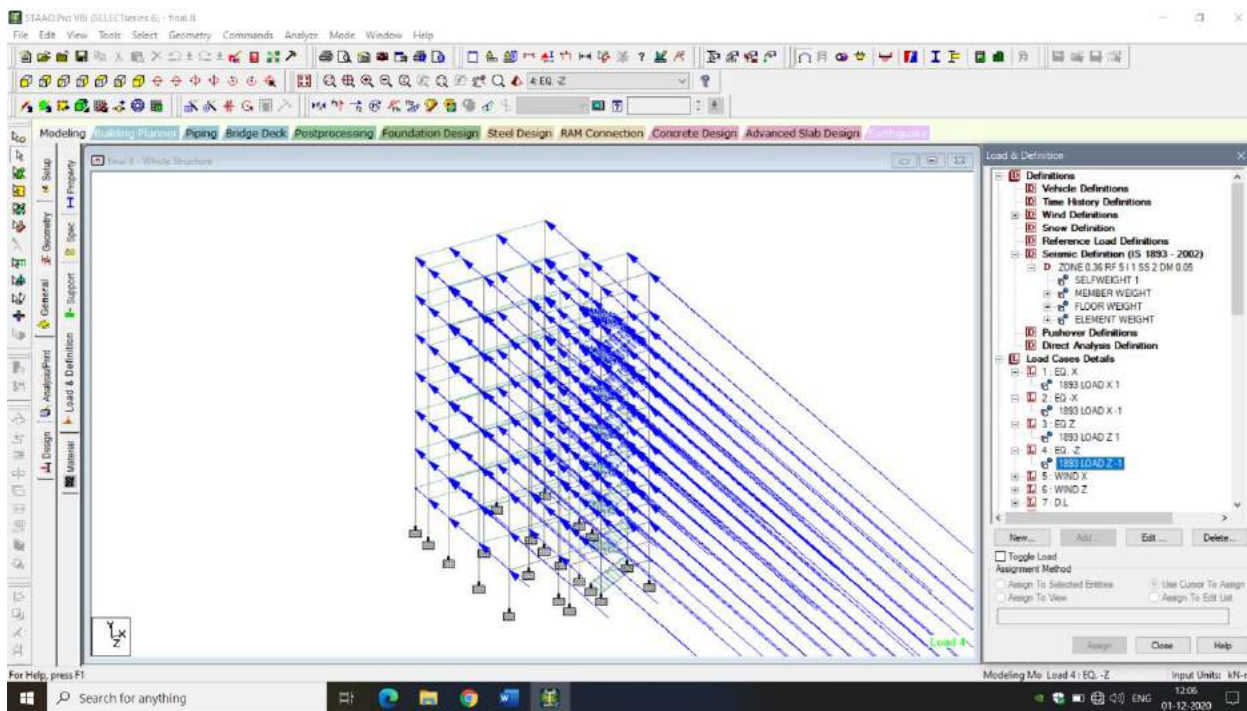 STAAD.Pro V8i (SELECTseries 6) - final II
File Edit View Tools Select Geometry Commands Analyze Mode Window Help
4: EQ. -Z
Modeling Building Planner Piping Bridge Deck Postprocessing Foundation Design Steel Design RAM Connection Concrete Design Advanced Slab Design Earthquake
Setup
Geometry
General
Analysis/Print
Design
Property
Spec
Support
Load & Definition
Material
final II - Whole Structure
Y
X
Z
Load 4
Load & Definition
Definitions
Vehicle Definitions
Time History Definitions
Wind Definitions
Snow Definition
Reference Load Definitions
Seismic Definition (IS 1893 - 2002)
ZONE 0.36 RF 5 I 1 SS 2 DM 0.05
SELFWEIGHT 1
MEMBER WEIGHT
FLOOR WEIGHT
ELEMENT WEIGHT
Pushover Definitions
Direct Analysis Definition
Load Cases Details
1 : EQ. X
1893 LOAD X 1
2 : EQ -X
1893 LOAD X -1
3 : EQ Z
1893 LOAD Z 1
4 : EQ. -Z
1893 LOAD Z -1
5 : WIND X
6 : WIND Z
7 : D.L
New... Add... Edit ... Delete...
Toggle Load
Assignment Method
Assign To Selected Entities Use Cursor To Assign
Assign To View Assign To Edit List
Assign Close Help
For Help, press F1
Modeling Mo Load 4 : EQ. -Z Input Units: kN-
Search for anything
ENG 12:06
01-12-2020